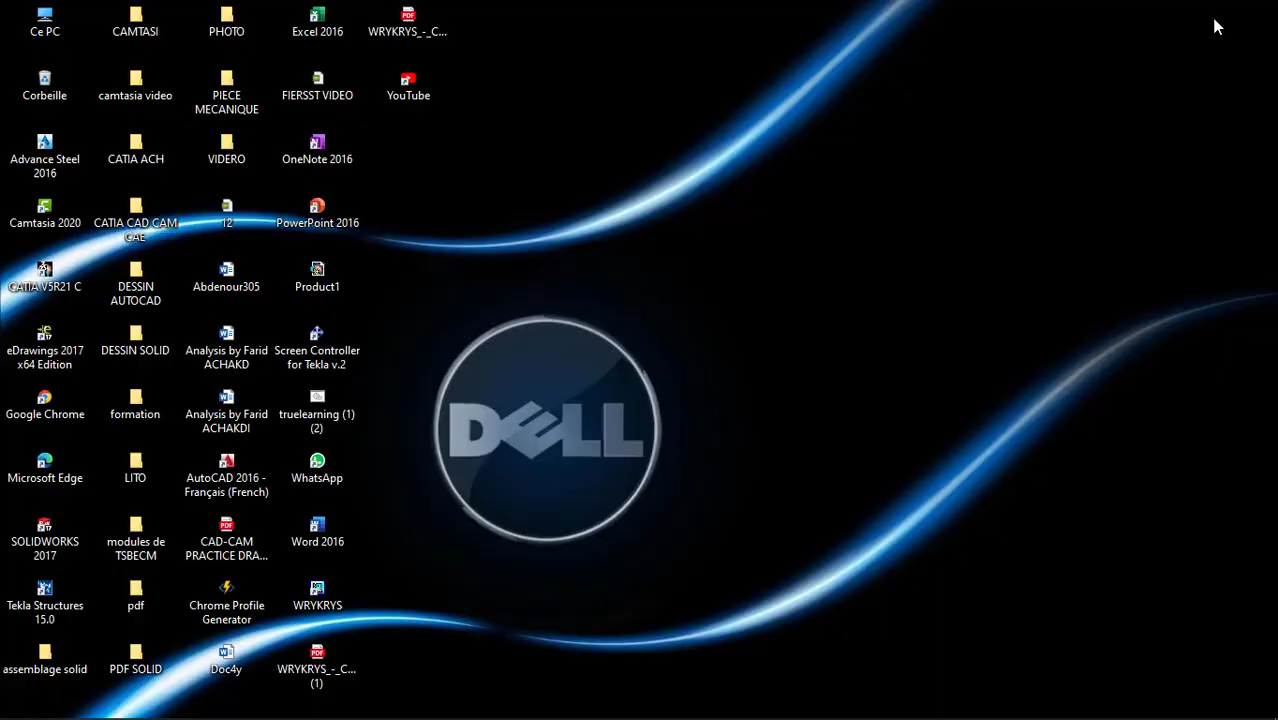 Ce PC
CAMTASI
PHOTO
Excel 2016
WRYKRYS_-_C...
Corbeille
camtasia video
PIECE
MECANIQUE
FIERSST VIDEO
YouTube
Advance Steel
2016
CATIA ACH
VIDERO
OneNote 2016
Camtasia 2020
CATIA CAD CAM
CAE
12
PowerPoint 2016
CATIA V5R21 C
DESSIN
AUTOCAD
Abdenour305
Product1
eDrawings 2017
x64 Edition
DESSIN SOLID
Analysis by Farid
ACHAKD
Screen Controller
for Tekla v.2
Google Chrome
formation
Analysis by Farid
ACHAKDI
truelearning (1)
(2)
Microsoft Edge
LITO
AutoCAD 2016 -
Français (French)
WhatsApp
SOLIDWORKS
2017
modules de
TSBECM
CAD-CAM
PRACTICE DRA...
Word 2016
Tekla Structures
15.0
pdf
Chrome Profile
Generator
WRYKRYS
assemblage solid
PDF SOLID
Doc4y
WRYKRYS_-_C...
(1)
DELL